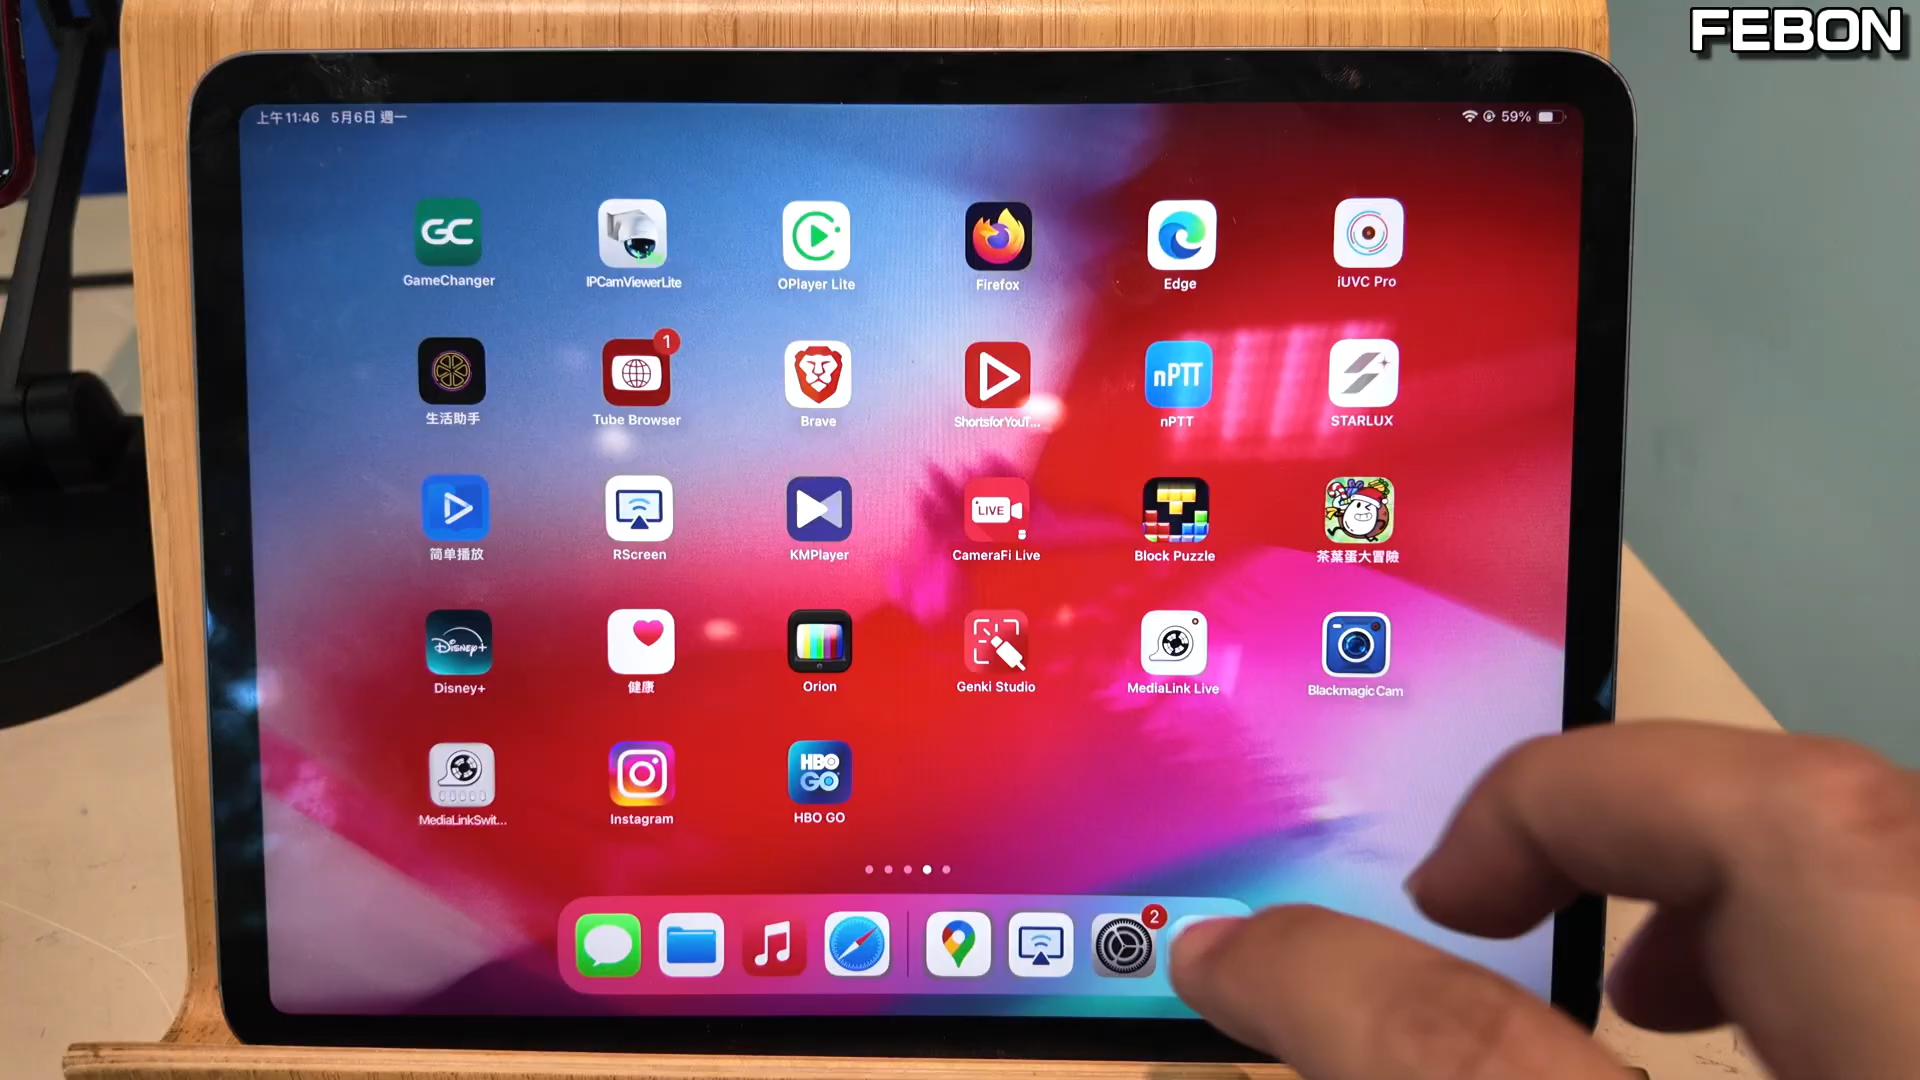 FEBON
上午11:46 5月6日 週一
59%
GC
GameChanger
IPCamViewerLite
OPlayer Lite
Firefox
Edge
iUVC Pro
生活助手
1
Tube Browser
Brave
ShortsforYouT...
nPTT
nPTT
STARLUX
简单播放
RScreen
KMPlayer
LIVE
CameraFi Live
Block Puzzle
茶葉蛋大冒險
Disney+
Disney+
健康
Orion
Genki Studio
MediaLink Live
Blackmagic Cam
MediaLinkSwit...
Instagram
HBO
GO
HBO GO
2